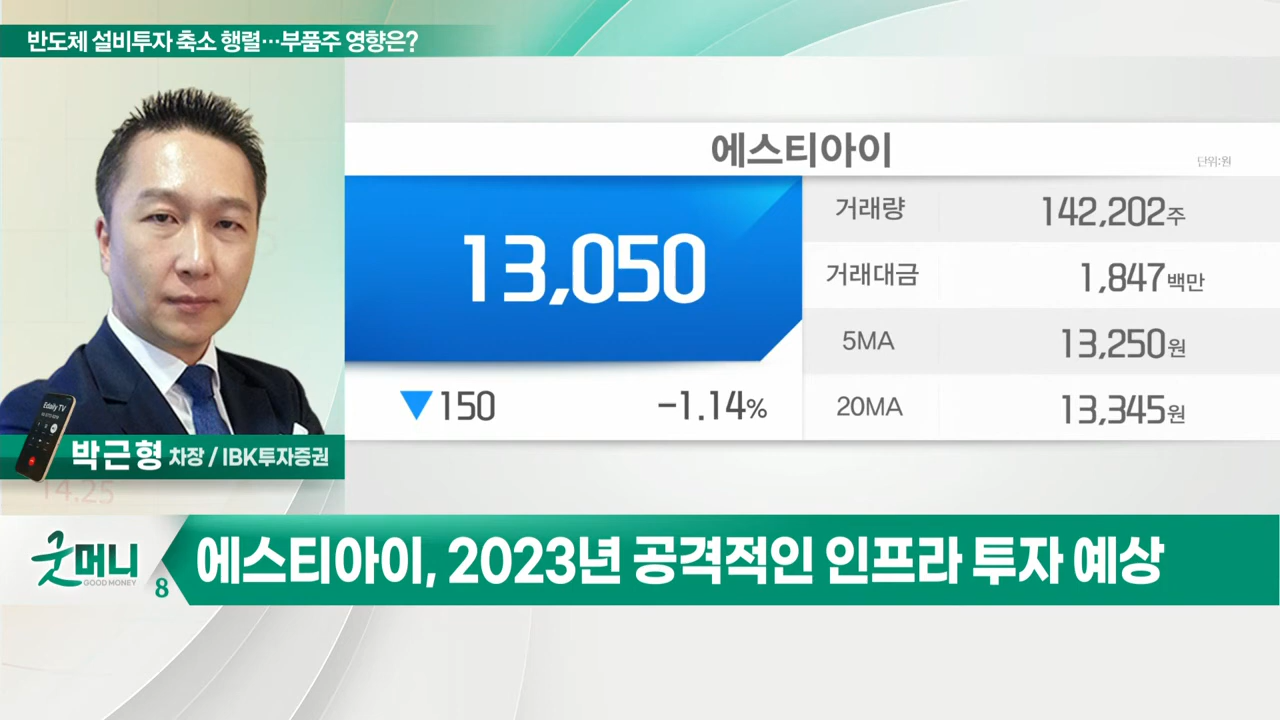 반도체 설비투자 축소 행렬…부품주 영향은?
에스티아이
단위:원
13,050
▼150 -1.14%
거래량 142,202주
거래대금 1,847백만
5MA 13,250원
20MA 13,345원
Edaily TV
박근형 차장 / IBK투자증권
14.25
굿머니
GOOD MONEY
8
에스티아이, 2023년 공격적인 인프라 투자 예상